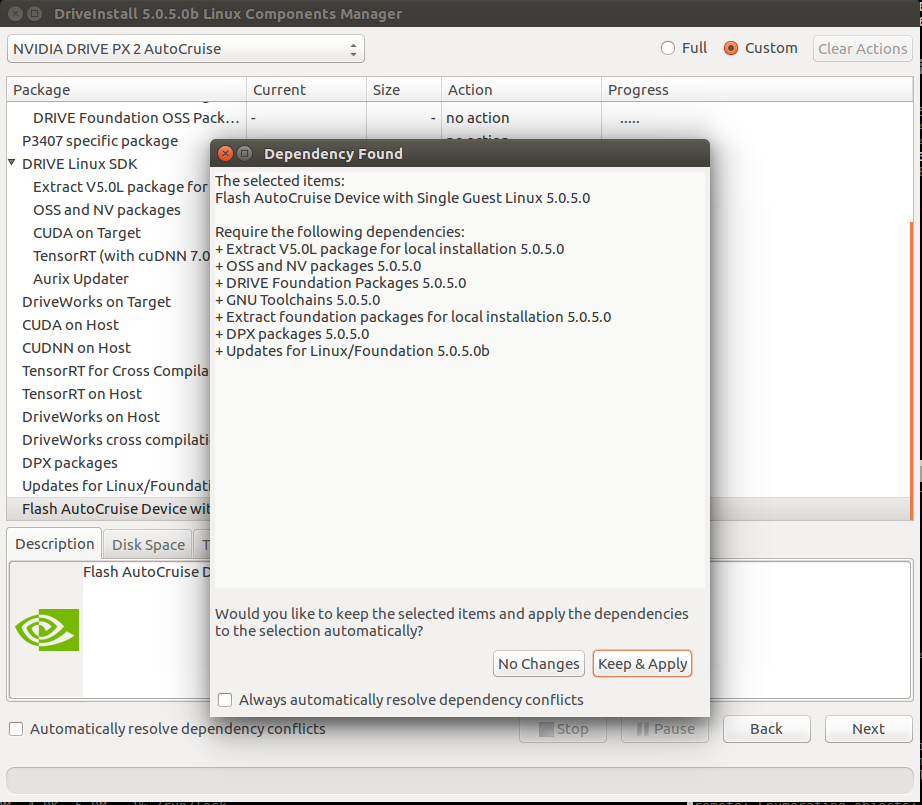 DriveInstall 5.0.5.0b Linux Components Manager
NVIDIA DRIVE PX 2 AutoCruise
Full
Custom
Clear Actions
Package Current Size Action Progress
DRIVE Foundation OSS Pack... - - no action .....
P3407 specific package
DRIVE Linux SDK
Extract V5.0L package for
OSS and NV packages
CUDA on Target
TensorRT (with cuDNN 7.0
Aurix Updater
DriveWorks on Target
CUDA on Host
CUDNN on Host
TensorRT for Cross Compila
TensorRT on Host
DriveWorks on Host
DriveWorks cross compilati
DPX packages
Updates for Linux/Foundati
Flash AutoCruise Device wit
Dependency Found
The selected items:
Flash AutoCruise Device with Single Guest Linux 5.0.5.0
Require the following dependencies:
+ Extract V5.0L package for local installation 5.0.5.0
+ OSS and NV packages 5.0.5.0
+ DRIVE Foundation Packages 5.0.5.0
+ GNU Toolchains 5.0.5.0
+ Extract foundation packages for local installation 5.0.5.0
+ DPX packages 5.0.5.0
+ Updates for Linux/Foundation 5.0.5.0b
Would you like to keep the selected items and apply the dependencies
to the selection automatically?
No Changes
Keep & Apply
Always automatically resolve dependency conflicts
Description
Disk Space
T
Flash AutoCruise D
Automatically resolve dependency conflicts
Stop
Pause
Back
Next